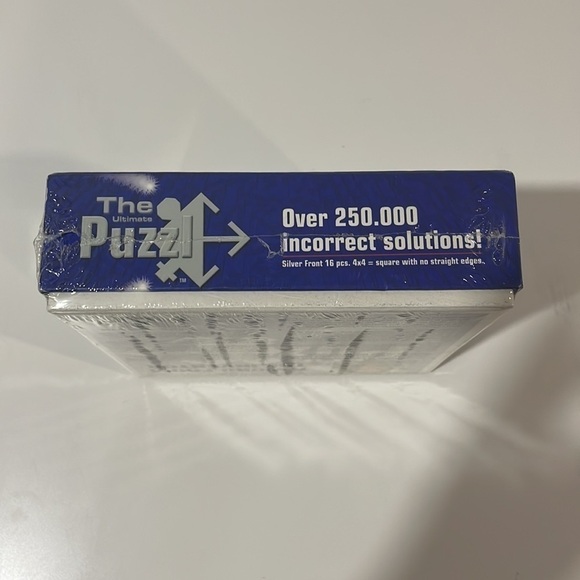 The
Ultimate
Puzzl
TM
Over 250.000
incorrect solutions!
Silver Front 16 pcs. 4x4 = square with no straight edges.